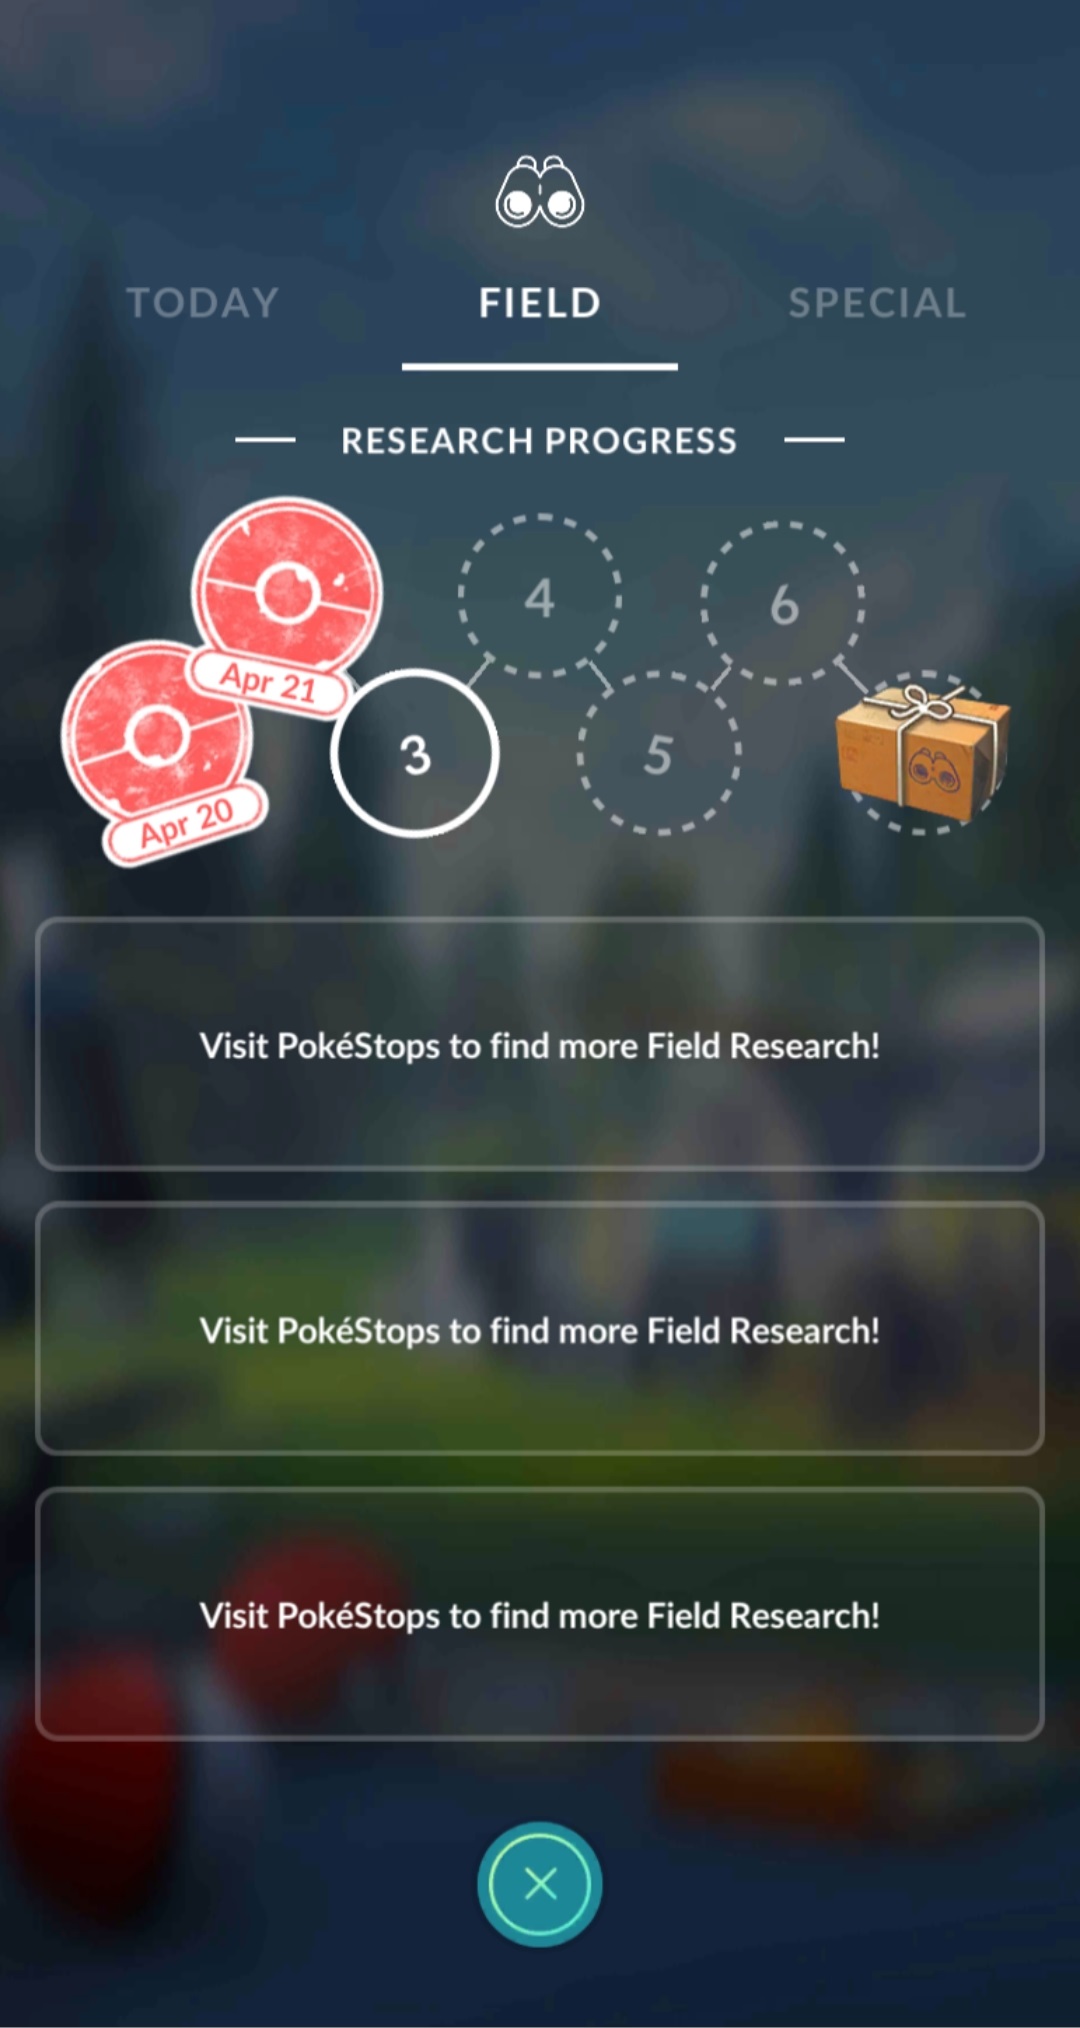 TODAY
FIELD
SPECIAL
RESEARCH PROGRESS
Apr 20
Apr 21
3
4
5
6
Visit PokéStops to find more Field Research!
Visit PokéStops to find more Field Research!
Visit PokéStops to find more Field Research!